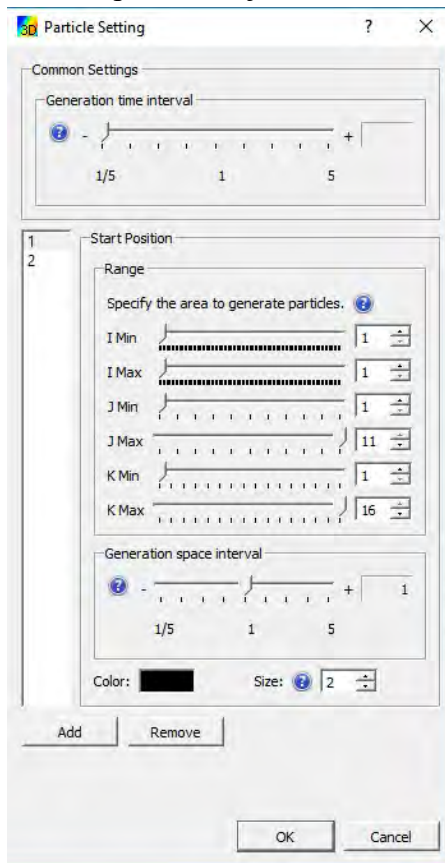 3D Particle Setting ? ×
Common Settings
Generation time interval
? - +
1/5 1 5
1
2
Start Position
Range
Specify the area to generate particles. ?
I Min 1
I Max 1
J Min 1
J Max 11
K Min 1
K Max 16
Generation space interval
? - + 1
1/5 1 5
Color: Size: ? 2
Add Remove
OK Cancel